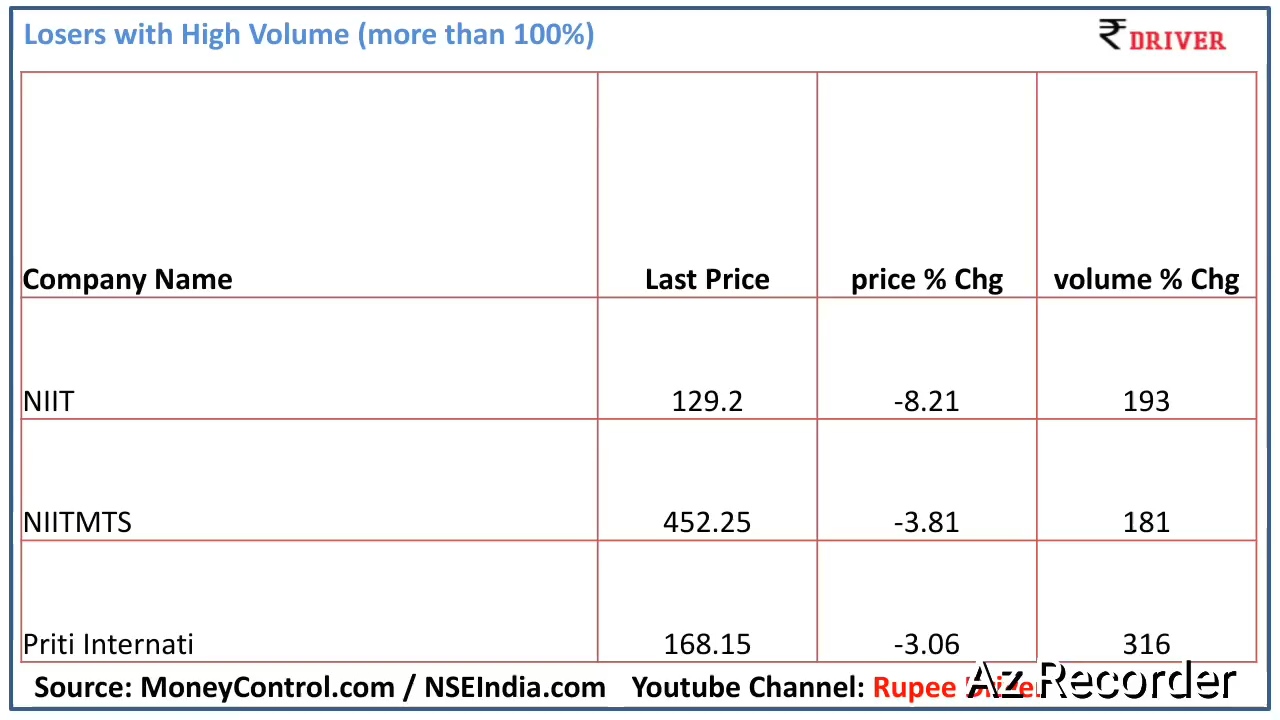 Losers with High Volume (more than 100%)
₹ DRIVER
Company Name Last Price price % Chg volume % Chg
NIIT 129.2 -8.21 193
NIITMTS 452.25 -3.81 181
Priti Internati 168.15 -3.06 316
Source: MoneyControl.com / NSEIndia.com Youtube Channel: Rupee Driver
Az Recorder